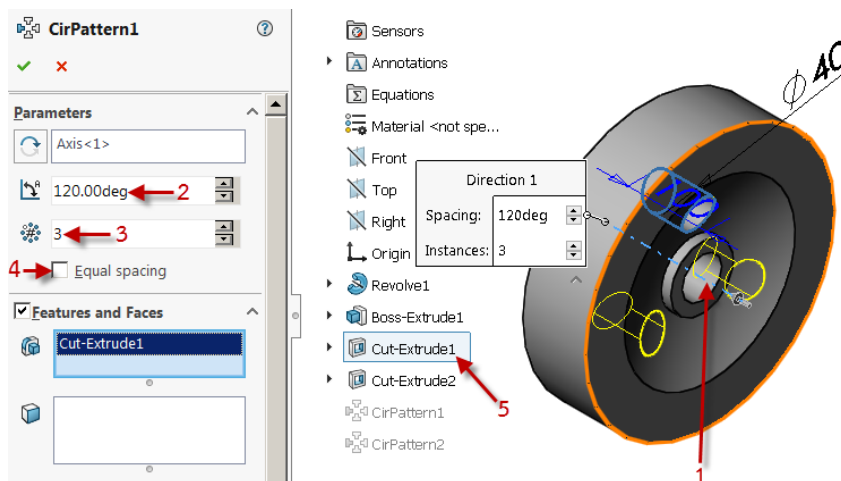 CirPattern1
Parameters
Axis<1>
120.00deg
2
3
3
4
Equal spacing
Features and Faces
Cut-Extrude1
Sensors
Annotations
Equations
Material <not spe...
Front
Top
Right
Origin
Revolve1
Boss-Extrude1
Cut-Extrude1
5
Cut-Extrude2
CirPattern1
CirPattern2
Direction 1
Spacing: 120deg
Instances: 3
Ø 40
1